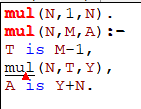 mul(N,1,N).
mul(N,M,A):-
T is M-1,
mul(N,T,Y),
A is Y+N.